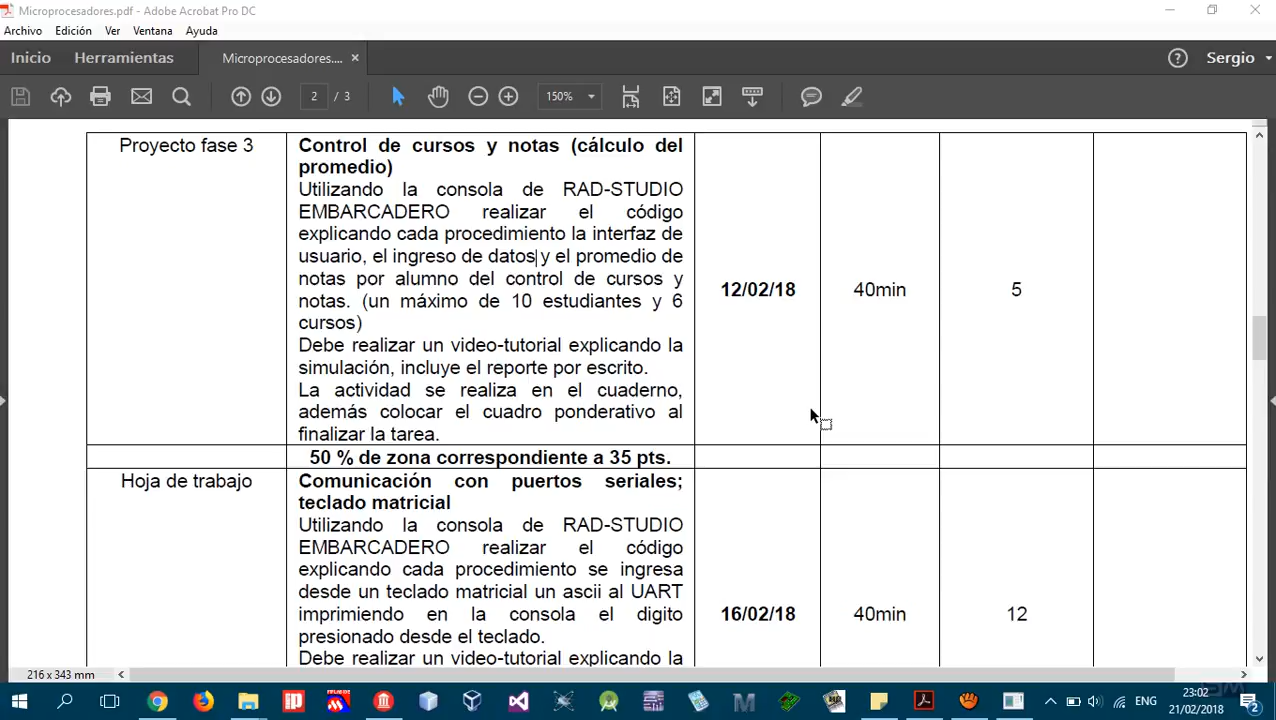 Microprocesadores.pdf - Adobe Acrobat Pro DC
Archivo Edición Ver Ventana Ayuda
Inicio Herramientas Microprocesadores.... × Sergio
2 / 3 150%
Proyecto fase 3
Control de cursos y notas (cálculo del
promedio)
Utilizando la consola de RAD-STUDIO
EMBARCADERO realizar el código
explicando cada procedimiento la interfaz de
usuario, el ingreso de datos y el promedio de
notas por alumno del control de cursos y
notas. (un máximo de 10 estudiantes y 6
cursos)
Debe realizar un video-tutorial explicando la
simulación, incluye el reporte por escrito.
La actividad se realiza en el cuaderno,
además colocar el cuadro ponderativo al
finalizar la tarea.
12/02/18 40min 5
50 % de zona correspondiente a 35 pts.
Hoja de trabajo
Comunicación con puertos seriales;
teclado matricial
Utilizando la consola de RAD-STUDIO
EMBARCADERO realizar el código
explicando cada procedimiento se ingresa
desde un teclado matricial un ascii al UART
imprimiendo en la consola el digito
presionado desde el teclado.
Debe realizar un video-tutorial explicando la
16/02/18 40min 12
216 x 343 mm
ENG
23:02
21/02/2018
2